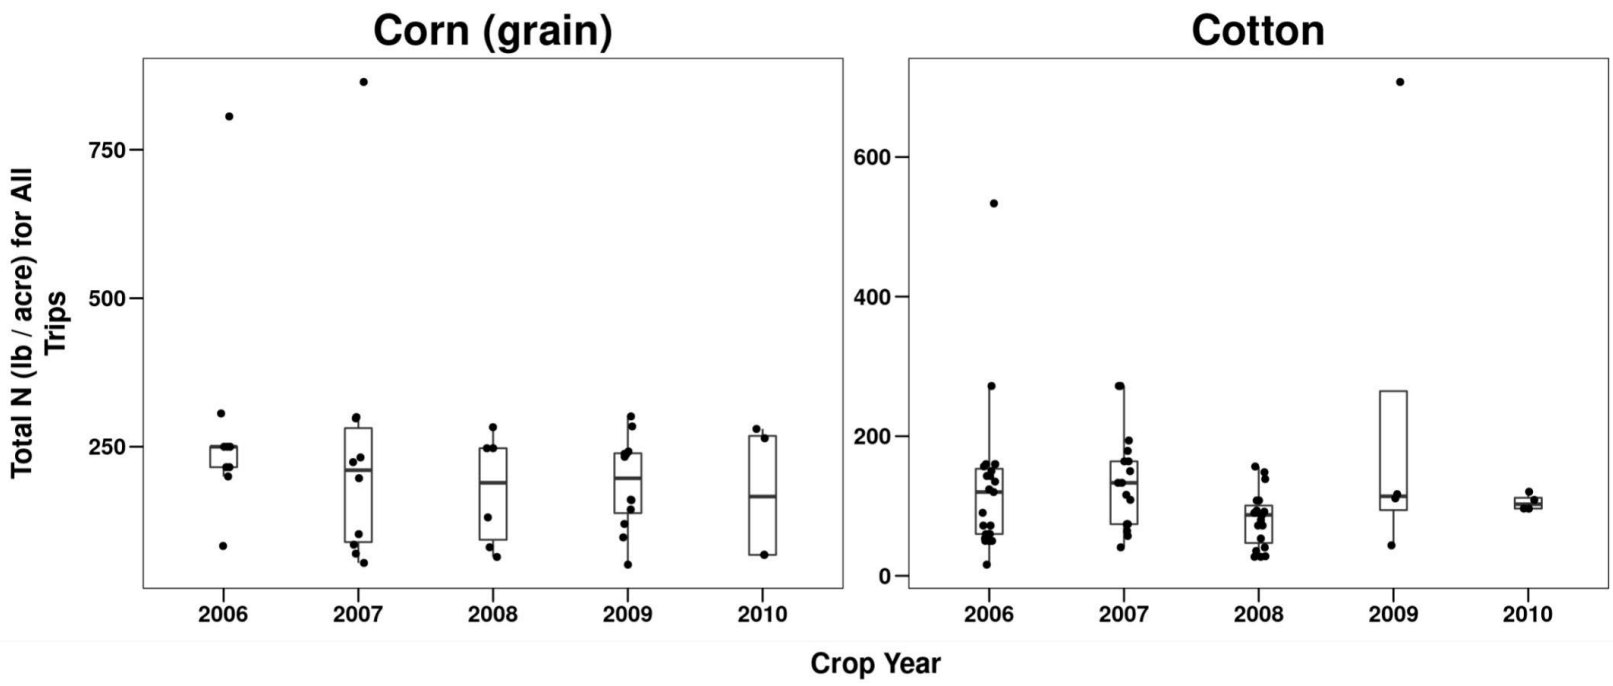 Corn (grain)
Cotton
Total N (lb / acre) for All
Trips
750
500
250
600
400
200
0
2006 2007 2008 2009 2010
2006 2007 2008 2009 2010
Crop Year